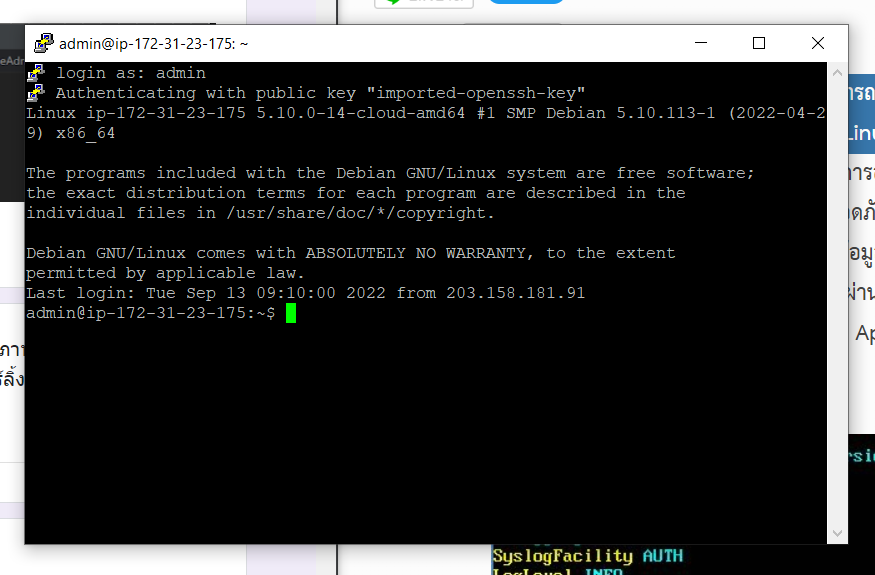 admin@ip-172-31-23-175: ~
login as: admin
Authenticating with public key "imported-openssh-key"
Linux ip-172-31-23-175 5.10.0-14-cloud-amd64 #1 SMP Debian 5.10.113-1 (2022-04-2
9) x86_64
The programs included with the Debian GNU/Linux system are free software;
the exact distribution terms for each program are described in the
individual files in /usr/share/doc/*/copyright.
Debian GNU/Linux comes with ABSOLUTELY NO WARRANTY, to the extent
permitted by applicable law.
Last login: Tue Sep 13 09:10:00 2022 from 203.158.181.91
admin@ip-172-31-23-175:~$
SyslogFacility AUTH
LogLevel INFO